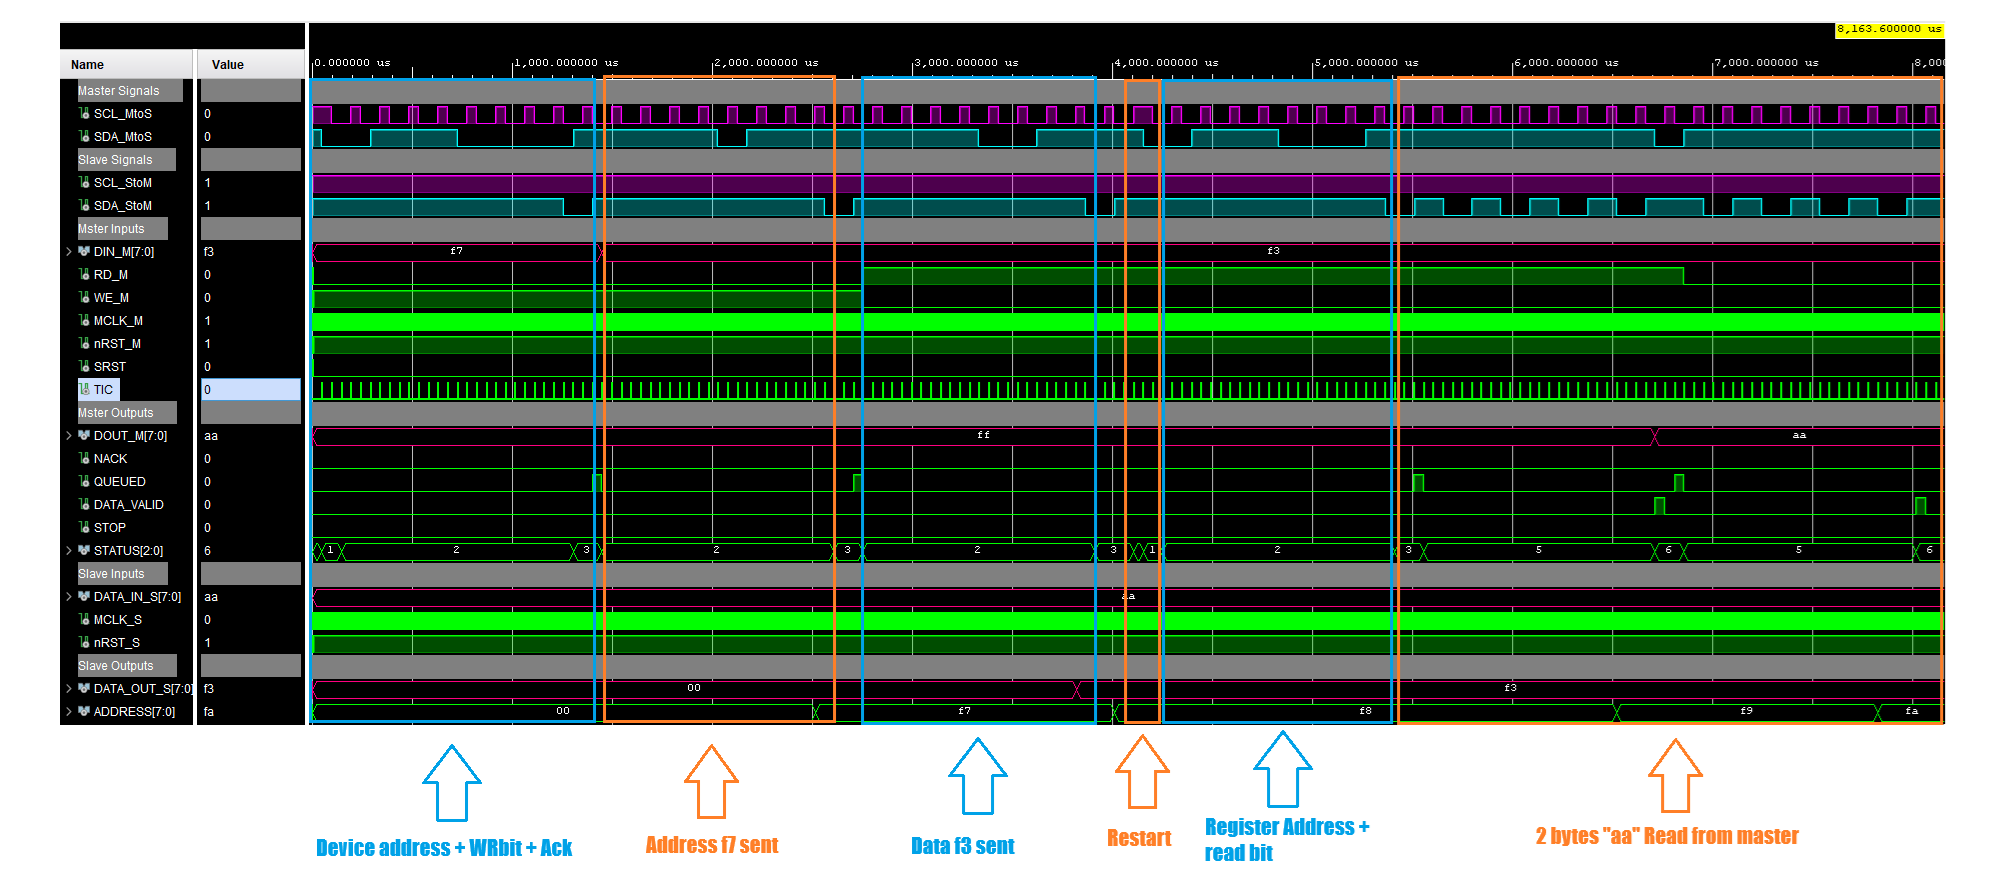 8,163.600000 us
Name Value
0.000000 us 1,000.000000 us 2,000.000000 us 3,000.000000 us 4,000.000000 us 5,000.000000 us 6,000.000000 us 7,000.000000 us 8,000
Master Signals
SCL_MtoS 0
SDA_MtoS 0
Slave Signals
SCL_StoM 1
SDA_StoM 1
Mster Inputs
DIN_M[7:0] f3 f7 f3
RD_M 0
WE_M 0
MCLK_M 1
nRST_M 1
SRST 0
TIC 0
Mster Outputs
DOUT_M[7:0] aa ff aa
NACK 0
QUEUED 0
DATA_VALID 0
STOP 0
STATUS[2:0] 6 1 2 3 2 3 2 3 1 2 3 5 6 5 6
Slave Inputs
DATA_IN_S[7:0] aa aa
MCLK_S 0
nRST_S 1
Slave Outputs
DATA_OUT_S[7:0] f3 00 f3
ADDRESS[7:0] fa 00 f7 f8 f9 fa
Device address + WRbit + Ack
Address f7 sent
Data f3 sent
Restart
Register Address +
read bit
2 bytes "aa" Read from master